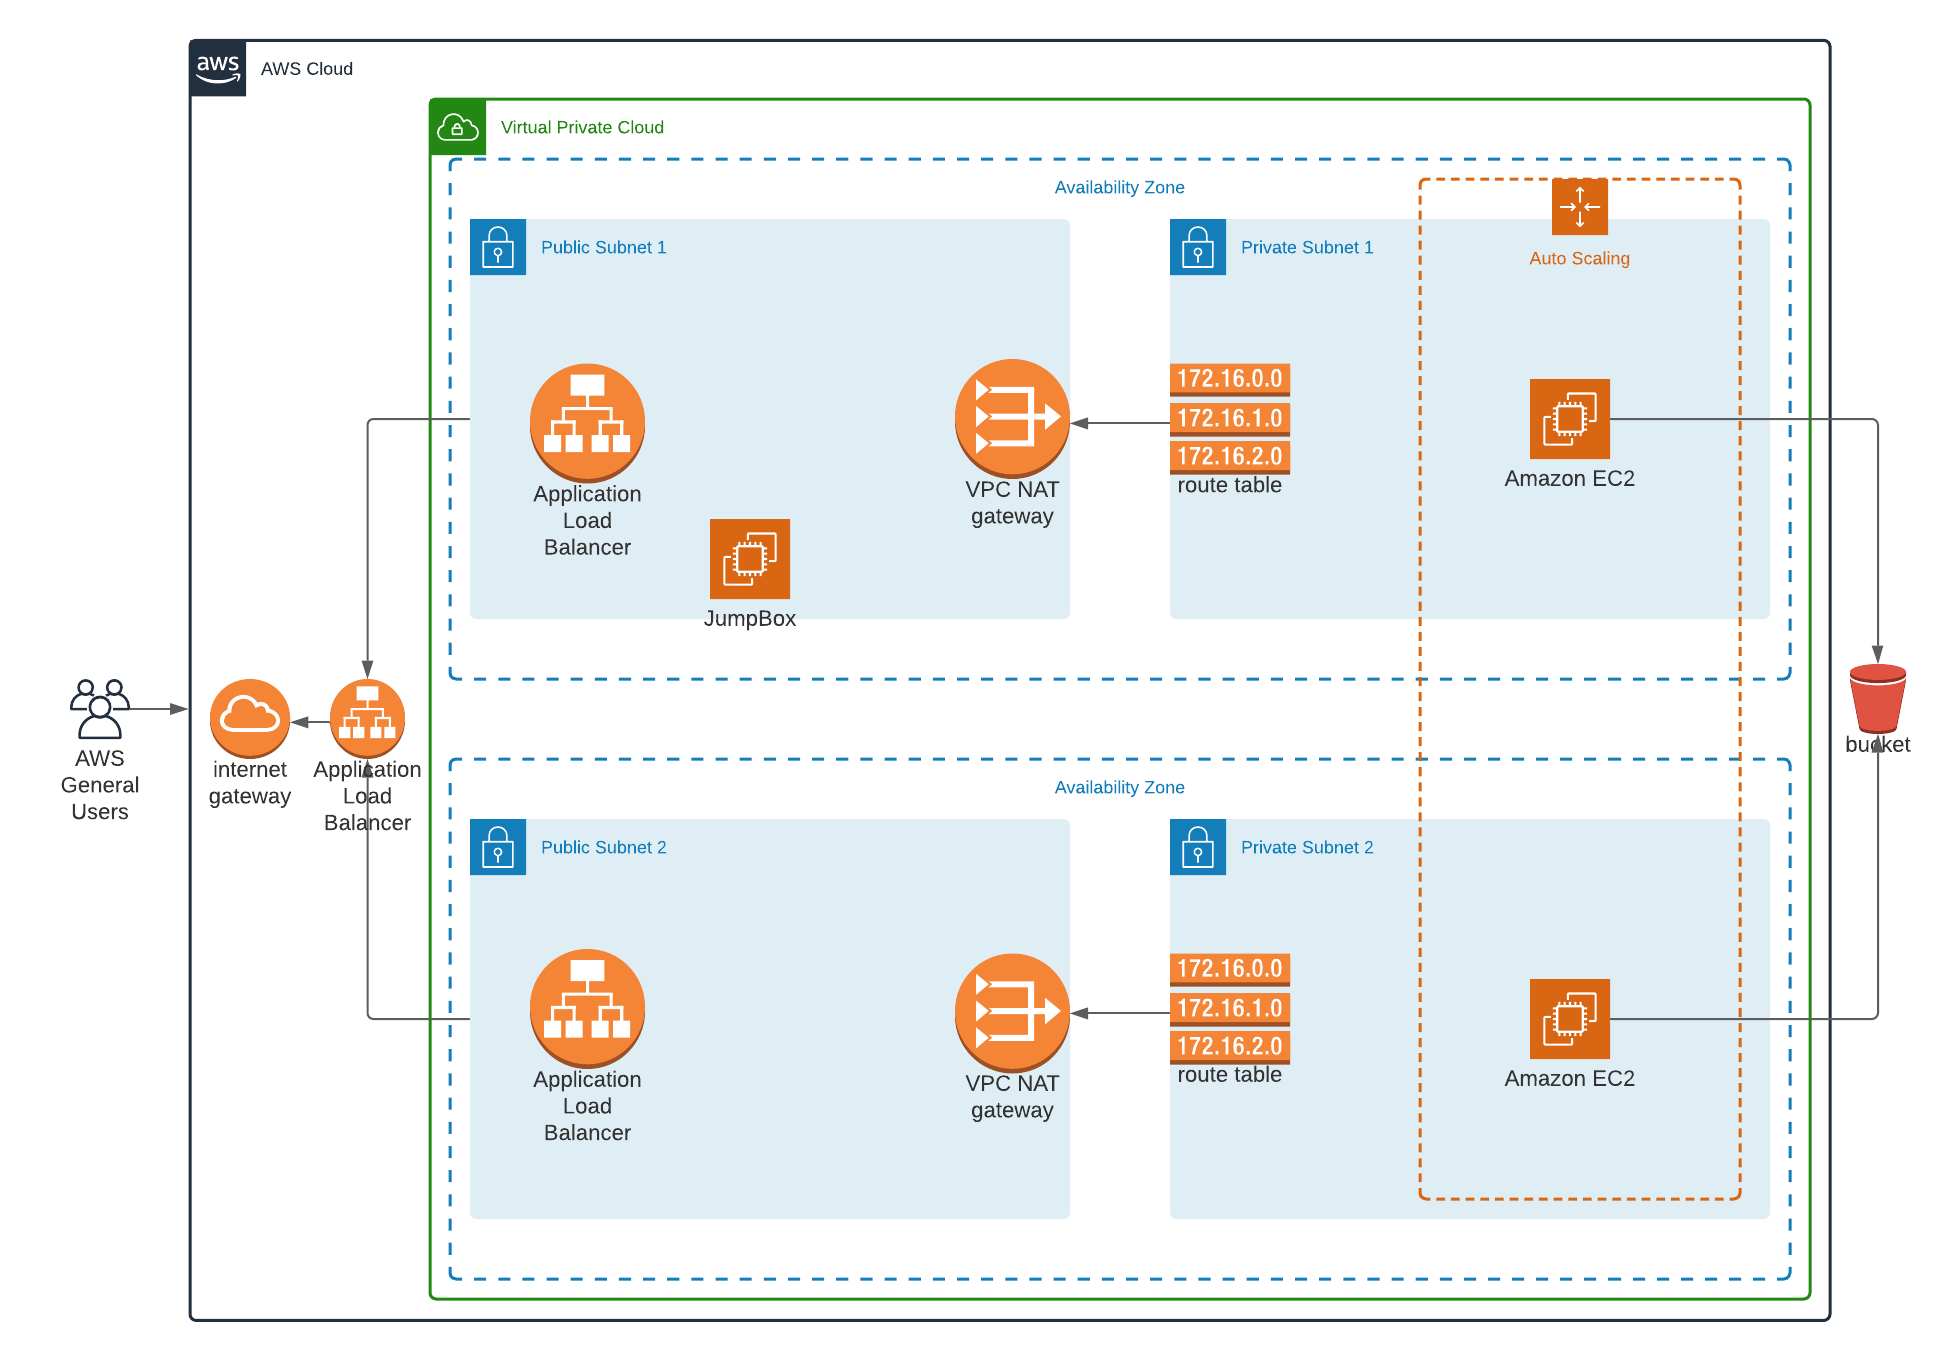 aws
AWS Cloud
Virtual Private Cloud
Availability Zone
Public Subnet 1
Private Subnet 1
Auto Scaling
Application
Load
Balancer
VPC NAT
gateway
172.16.0.0
172.16.1.0
172.16.2.0
route table
Amazon EC2
JumpBox
AWS
General
Users
internet
gateway
Application
Load
Balancer
bucket
Availability Zone
Public Subnet 2
Private Subnet 2
Application
Load
Balancer
VPC NAT
gateway
172.16.0.0
172.16.1.0
172.16.2.0
route table
Amazon EC2